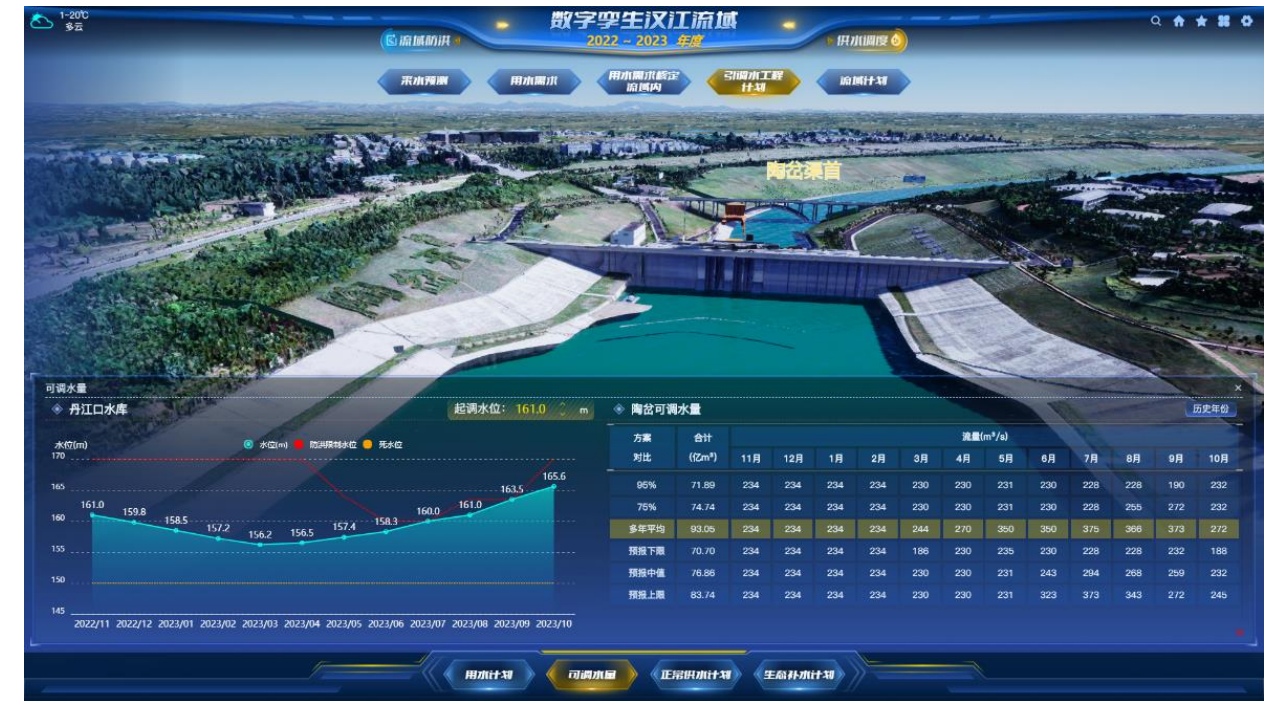 1-20℃
多云
数字孪生汉江流域
2022 ~ 2023 年度
流域防洪
供水调度
来水预测
用水需求
用水需求核定
流域内
引调水工程
计划
流域计划
陶岔渠首
可调水量
×
丹江口水库
起调水位: 161.0 m
陶岔可调水量
历史年份
水位(m)
水位(m) 防洪限制水位 死水位
170
165
160
155
150
145
161.0 159.8 158.5 157.2 156.2 156.5 157.4 158.3 160.0 161.0 163.5 165.6
2022/11 2022/12 2023/01 2023/02 2023/03 2023/04 2023/05 2023/06 2023/07 2023/08 2023/09 2023/10
方案
对比
合计
(亿m³)
流量(m³/s)
11月 12月 1月 2月 3月 4月 5月 6月 7月 8月 9月 10月
95% 71.89 234 234 234 234 230 230 231 230 228 228 190 232
75% 74.74 234 234 234 234 230 230 231 230 228 255 272 232
多年平均 93.05 234 234 234 234 244 270 350 350 375 366 373 272
预报下限 70.70 234 234 234 234 186 230 235 230 228 228 232 188
预报中值 76.86 234 234 234 234 230 230 231 243 294 268 259 232
预报上限 83.74 234 234 234 234 230 230 231 323 373 343 272 245
用水计划
可调水量
正常供水计划
生态补水计划